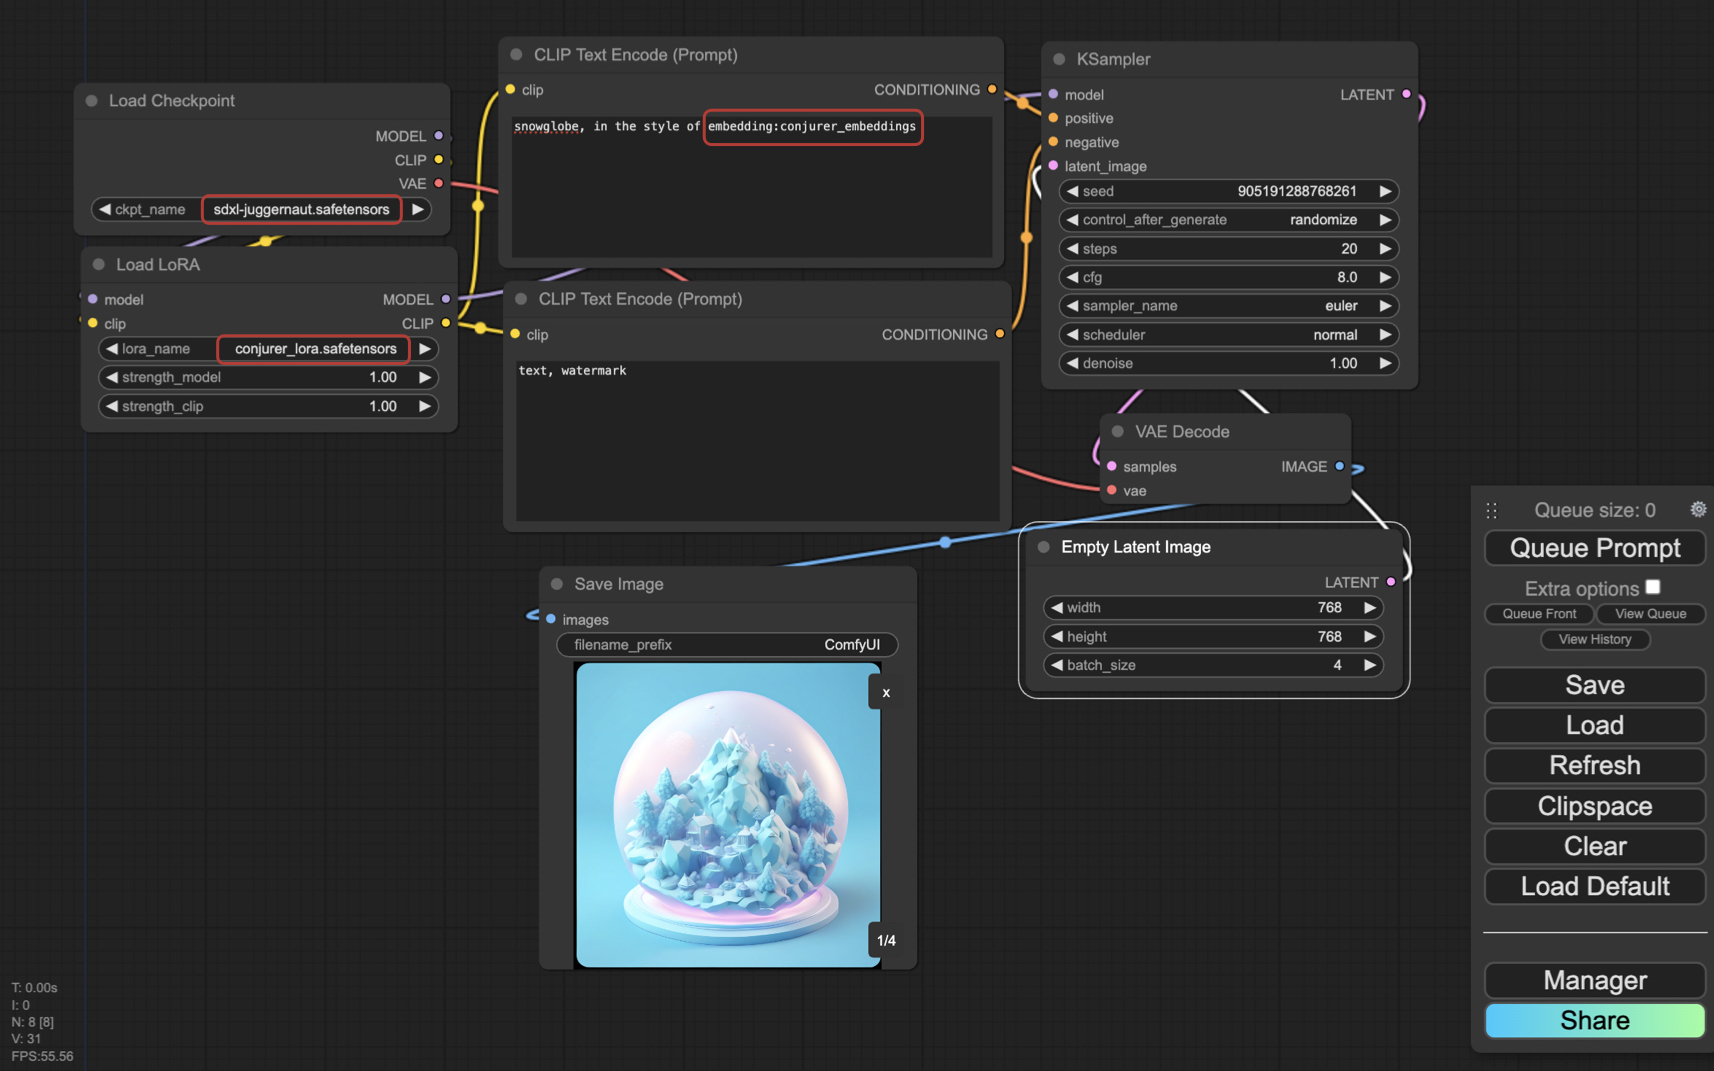 Load Checkpoint
MODEL
CLIP
VAE
ckpt_name sdxl-juggernaut.safetensors
Load LoRA
model MODEL
clip CLIP
lora_name conjurer_lora.safetensors
strength_model 1.00
strength_clip 1.00
CLIP Text Encode (Prompt)
clip CONDITIONING
snowglobe, in the style of embedding:conjurer_embeddings
CLIP Text Encode (Prompt)
clip CONDITIONING
text, watermark
KSampler
model LATENT
positive
negative
latent_image
seed 905191288768261
control_after_generate randomize
steps 20
cfg 8.0
sampler_name euler
scheduler normal
denoise 1.00
VAE Decode
samples IMAGE
vae
Empty Latent Image
LATENT
width 768
height 768
batch_size 4
Save Image
images
filename_prefix ComfyUI
x
1/4
Queue size: 0
Queue Prompt
Extra options
Queue Front View Queue
View History
Save
Load
Refresh
Clipspace
Clear
Load Default
Manager
Share
T: 0.00s
I: 0
N: 8 [8]
V: 31
FPS:55.56